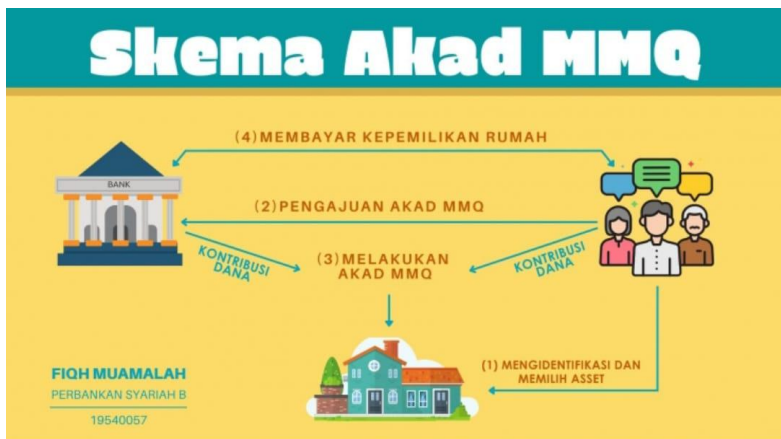 Skema Akad MMQ
(4)MEMBAYAR KEPEMILIKAN RUMAH
BANK
(2)PENGAJUAN AKAD MMQ
KONTRIBUSI
DANA
(3)MELAKUKAN
AKAD MMQ
KONTRIBUSI
DANA
(1) MENGIDENTIFIKASI DAN
MEMILIH ASSET
FIQH MUAMALAH
PERBANKAN SYARIAH B
19540057